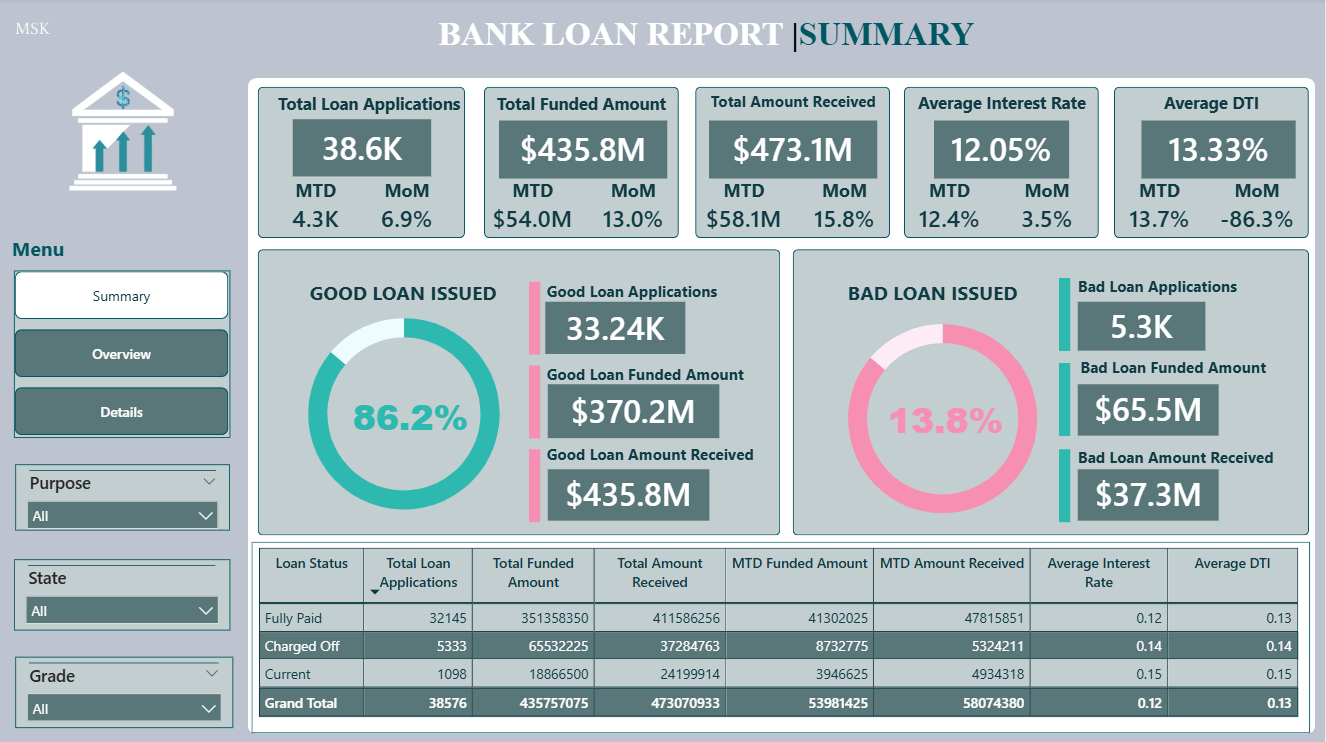 MSK
BANK LOAN REPORT |SUMMARY
$
Menu
Summary
Overview
Details
Purpose
All
State
All
Grade
All
Total Loan Applications
38.6K
MTD MoM
4.3K 6.9%
Total Funded Amount
$435.8M
MTD MoM
$54.0M 13.0%
Total Amount Received
$473.1M
MTD MoM
$58.1M 15.8%
Average Interest Rate
12.05%
MTD MoM
12.4% 3.5%
Average DTI
13.33%
MTD MoM
13.7% -86.3%
GOOD LOAN ISSUED
86.2%
Good Loan Applications
33.24K
Good Loan Funded Amount
$370.2M
Good Loan Amount Received
$435.8M
BAD LOAN ISSUED
13.8%
Bad Loan Applications
5.3K
Bad Loan Funded Amount
$65.5M
Bad Loan Amount Received
$37.3M
Loan Status Total Loan Total Funded Total Amount MTD Funded Amount MTD Amount Received Average Interest Average DTI
Applications Amount Received Rate
Fully Paid 32145 351358350 411586256 41302025 47815851 0.12 0.13
Charged Off 5333 65532225 37284763 8732775 5324211 0.14 0.14
Current 1098 18866500 24199914 3946625 4934318 0.15 0.15
Grand Total 38576 435757075 473070933 53981425 58074380 0.12 0.13